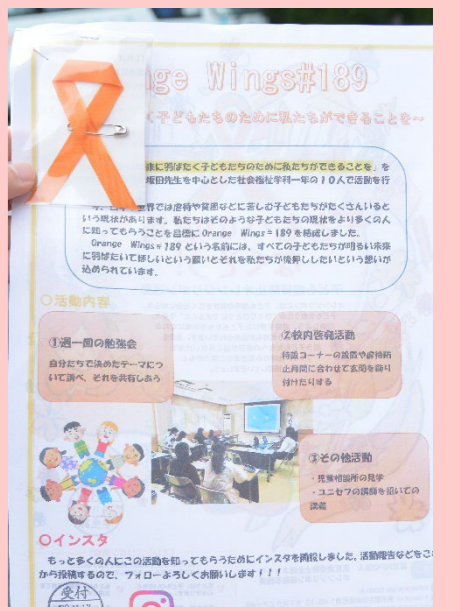 nge Wings#189
子どもたちのために私たちができることを～
に羽ばたく子どもたちのために私たちができることを」を
田先生を中心とした社会福祉学科一年の10人で活動を行
世界では虐待や貧困などに苦しむ子どもたちがたくさんいると
いう現状があります。私たちはそのような子どもたちの現状をより多くの人
に知ってもらうことを目標にOrange Wings#189を結成しました。
Orange Wings#189という名前には、すべての子どもたちが明るい未来
に羽ばたいてほしいという願いとそれを私たちが後押ししたいという想いが
込められています。
○活動内容
①週一回の勉強会
自分たちで決めたテーマにつ
いて調べ、それを共有しあう
②校内啓発活動
特設コーナーの設置や虐待防
止月間に合わせて玄関を飾り
付けたりする
③その他活動
・児童相談所の見学
・ユニセフの講師を招いての
講義
○インスタ
もっと多くの人にこの活動を知ってもらうためにインスタを開設しました。活動報告などをこ
から投稿するので、フォローよろしくお願いします！！！
受付